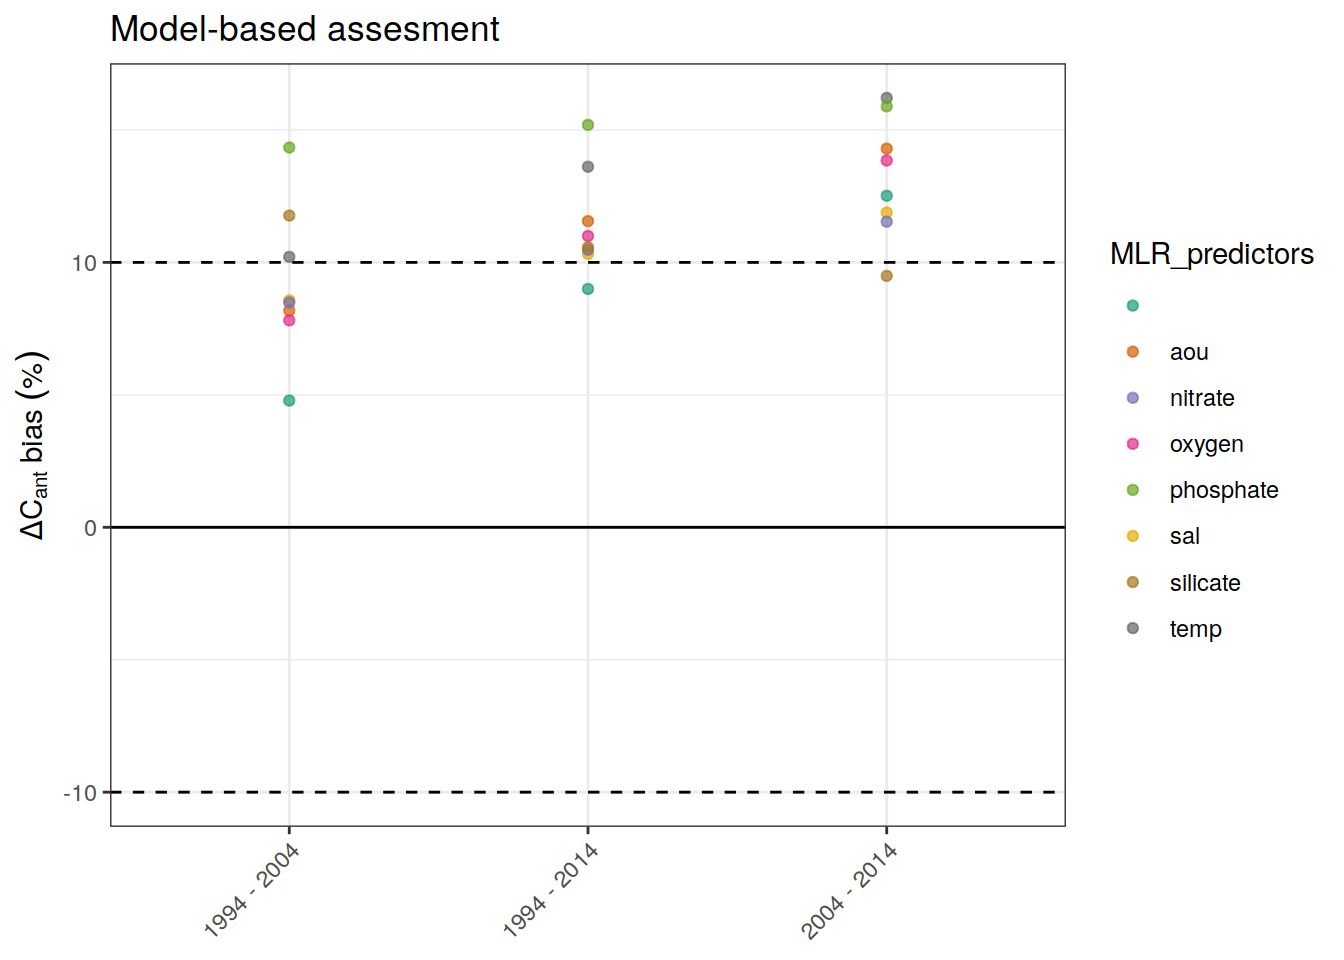 Model-based assesment
ΔCant bias (%)
10
0
-10
1994 - 2004
1994 - 2014
2004 - 2014
MLR_predictors
aou
nitrate
oxygen
phosphate
sal
silicate
temp